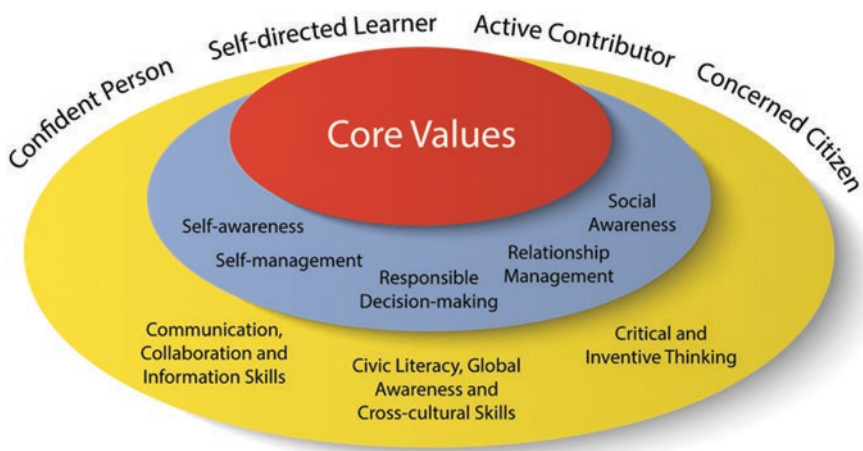 Confident Person
Self-directed Learner
Active Contributor
Concerned Citizen
Core Values
Self-awareness
Self-management
Responsible
Decision-making
Relationship
Management
Social
Awareness
Communication,
Collaboration and
Information Skills
Civic Literacy, Global
Awareness and
Cross-cultural Skills
Critical and
Inventive Thinking